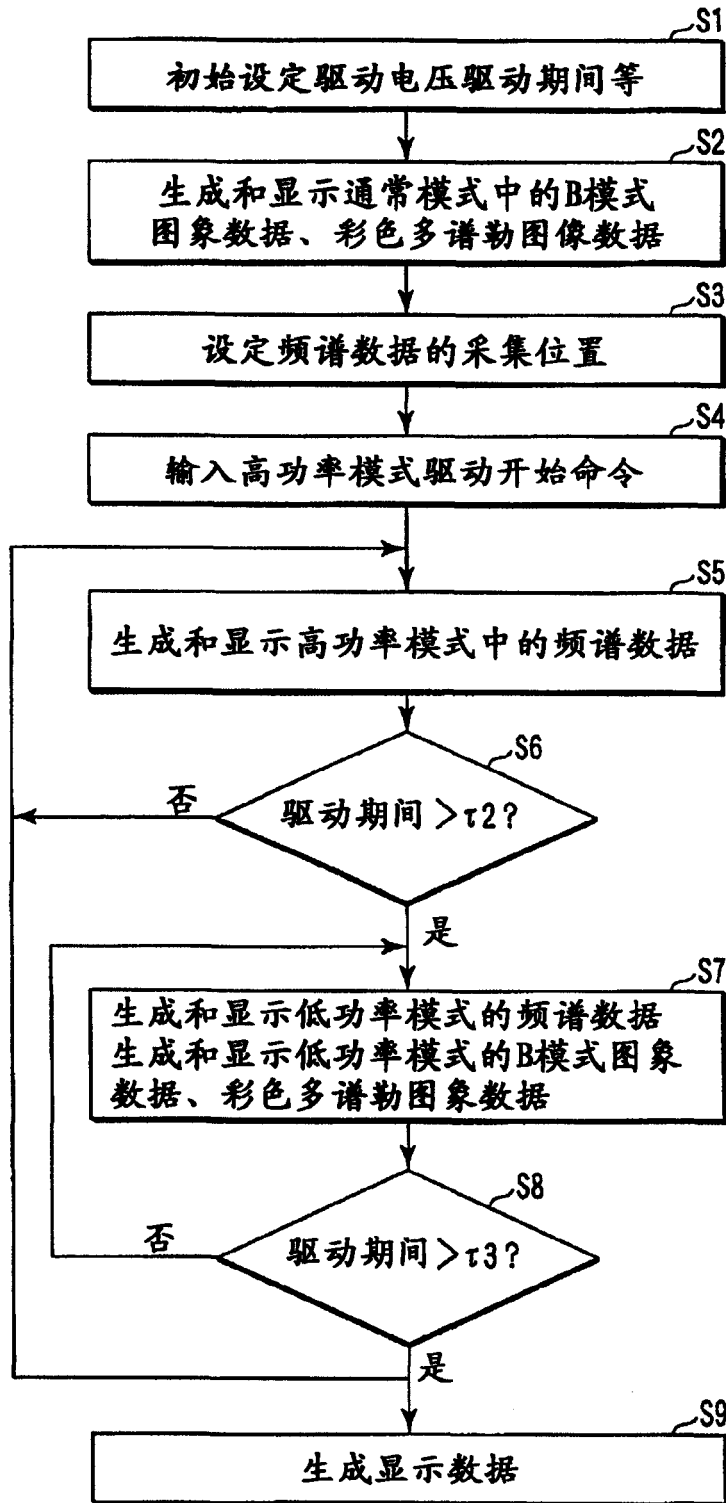 S1
初始设定驱动电压驱动期间等
S2
生成和显示通常模式中的B模式
图象数据、彩色多谱勒图像数据
S3
设定频谱数据的采集位置
S4
输入高功率模式驱动开始命令
S5
生成和显示高功率模式中的频谱数据
S6
驱动期间＞τ2?
否
是
S7
生成和显示低功率模式的频谱数据
生成和显示低功率模式的B模式图象
数据、彩色多谱勒图象数据
S8
驱动期间＞τ3?
否
是
S9
生成显示数据